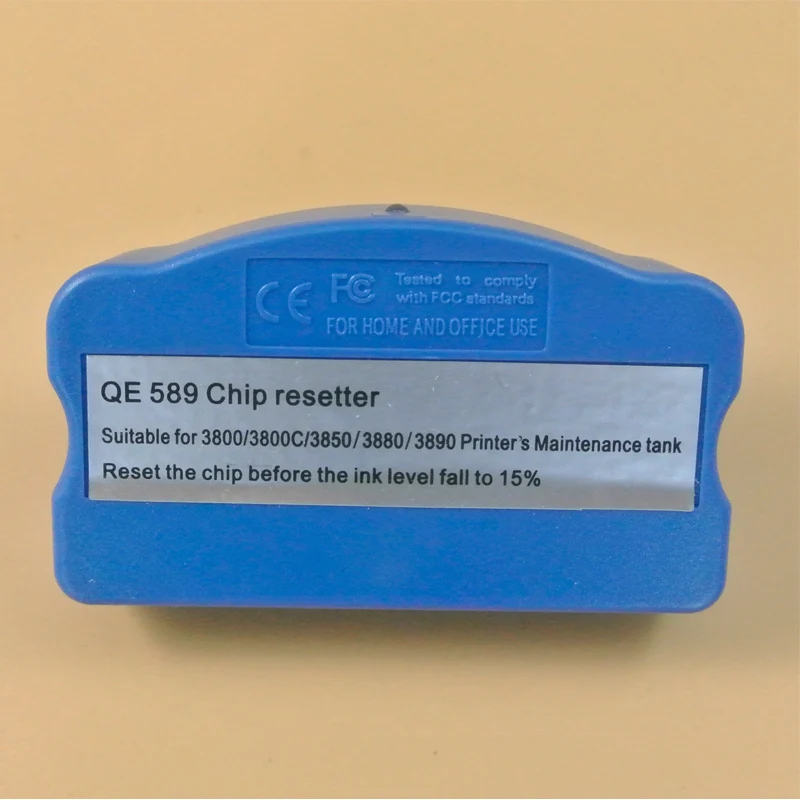 CE FC Tested to comply
with FCC standards
FOR HOME AND OFFICE USE
QE 589 Chip resetter
Suitable for 3800/3800C/3850/3880/3890 Printer's Maintenance tank
Reset the chip before the ink level fall to 15%